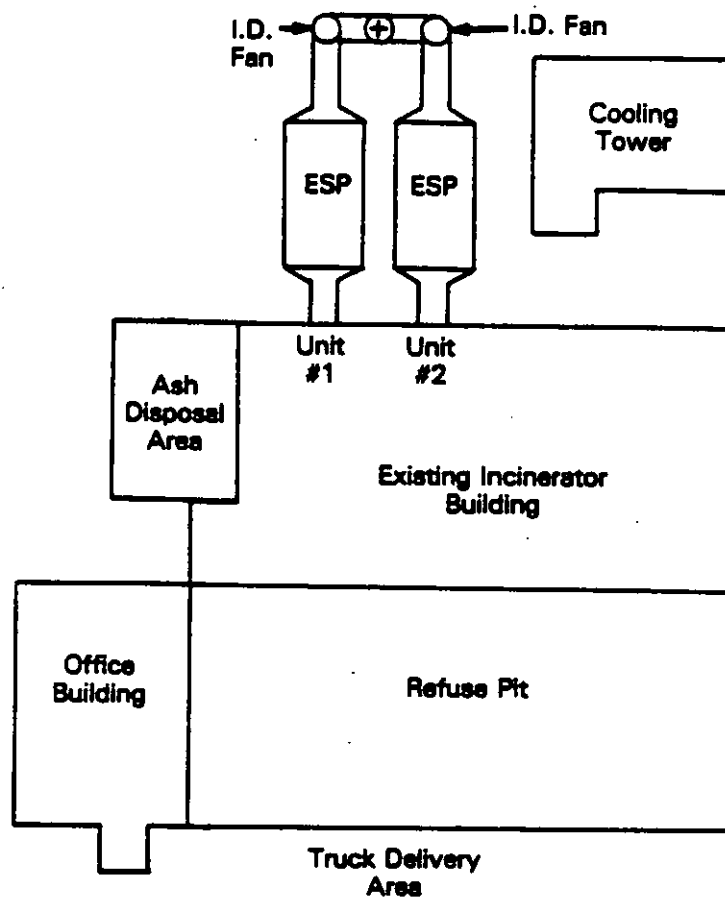 I.D.
Fan
I.D. Fan
Cooling
Tower
ESP
ESP
Unit
#1
Unit
#2
Ash
Disposal
Area
Existing Incinerator
Building
Office
Building
Refuse Pit
Truck Delivery
Area